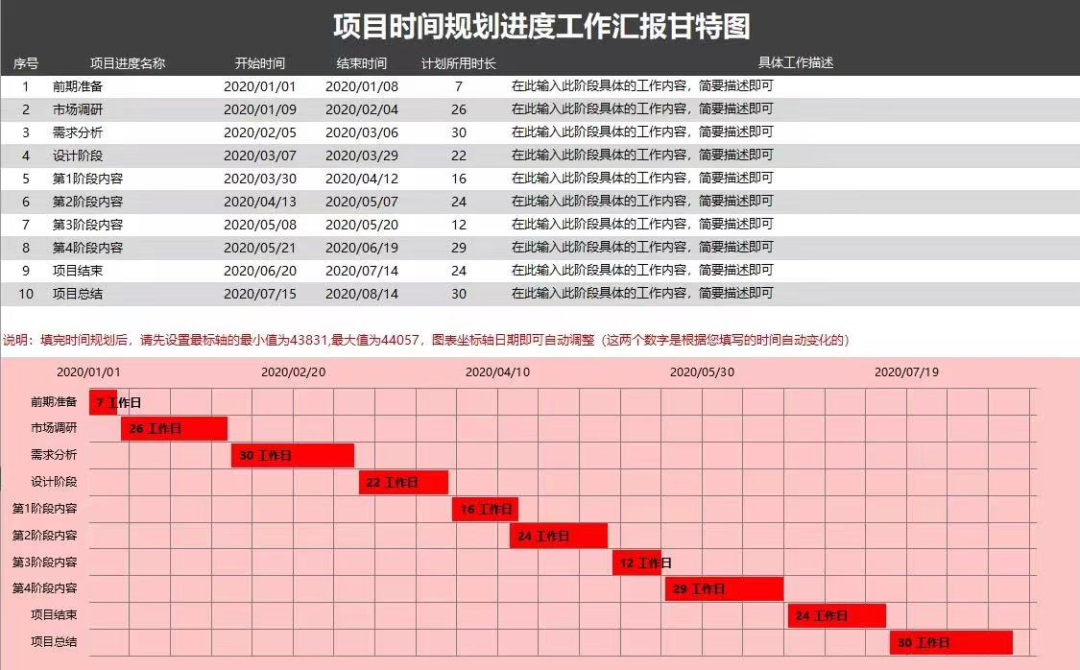 项目时间规划进度工作汇报甘特图
序号 项目进度名称 开始时间 结束时间 计划所用时长 具体工作描述
1 前期准备 2020/01/01 2020/01/08 7 在此输入此阶段具体的工作内容，简要描述即可
2 市场调研 2020/01/09 2020/02/04 26 在此输入此阶段具体的工作内容，简要描述即可
3 需求分析 2020/02/05 2020/03/06 30 在此输入此阶段具体的工作内容，简要描述即可
4 设计阶段 2020/03/07 2020/03/29 22 在此输入此阶段具体的工作内容，简要描述即可
5 第1阶段内容 2020/03/30 2020/04/12 16 在此输入此阶段具体的工作内容，简要描述即可
6 第2阶段内容 2020/04/13 2020/05/07 24 在此输入此阶段具体的工作内容，简要描述即可
7 第3阶段内容 2020/05/08 2020/05/20 12 在此输入此阶段具体的工作内容，简要描述即可
8 第4阶段内容 2020/05/21 2020/06/19 29 在此输入此阶段具体的工作内容，简要描述即可
9 项目结束 2020/06/20 2020/07/14 24 在此输入此阶段具体的工作内容，简要描述即可
10 项目总结 2020/07/15 2020/08/14 30 在此输入此阶段具体的工作内容，简要描述即可
说明：填完时间规划后，请先设置最标轴的最小值为43831,最大值为44057，图表坐标轴日期即可自动调整（这两个数字是根据您填写的时间自动变化的）
2020/01/01 2020/02/20 2020/04/10 2020/05/30 2020/07/19
前期准备 7 工作日
市场调研 26 工作日
需求分析 30 工作日
设计阶段 22 工作日
第1阶段内容 16 工作日
第2阶段内容 24 工作日
第3阶段内容 12 工作日
第4阶段内容 29 工作日
项目结束 24 工作日
项目总结 30 工作日